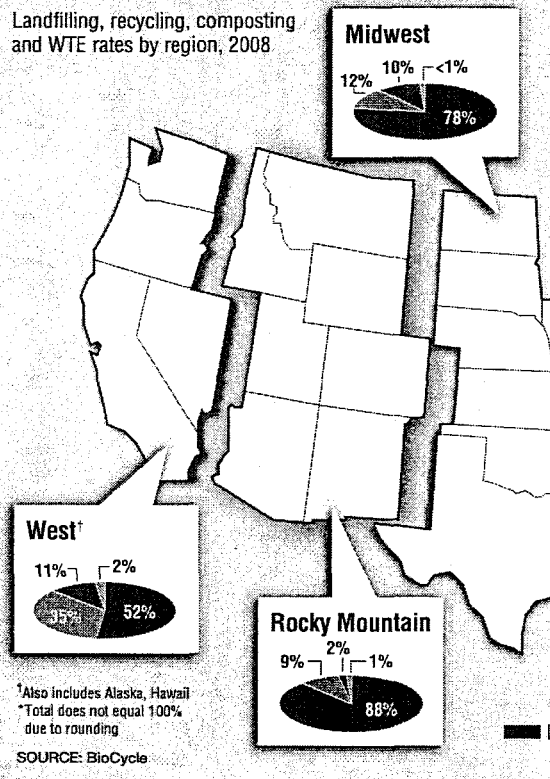 Landfilling, recycling, composting
and WTE rates by region, 2008
Midwest
10%
<1%
12%
78%
West†
11%
2%
35%
52%
Rocky Mountain
2%
9%
1%
88%
†Also includes Alaska, Hawaii
*Total does not equal 100%
due to rounding
SOURCE: BioCycle